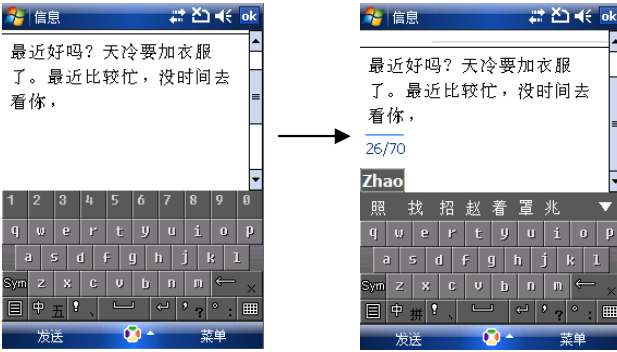 信息
ok
最近好吗？天冷要加衣服
了。最近比较忙，没时间去
看你，
1 2 3 4 5 6 7 8 9 0
q w e r t y u i o p
a s d f g h j k l
Sym z x c v b n m ← ×
中 五 ! 、 ↵ ' ? ° :
发送 菜单
信息
ok
最近好吗？天冷要加衣服
了。最近比较忙，没时间去
看你，
26/70
Zhao
照 找 招 赵 着 罩 兆
q w e r t y u i o p
a s d f g h j k l
Sym z x c v b n m ← ×
中 拼 ! 、 ↵ ' ? ° :
发送 菜单